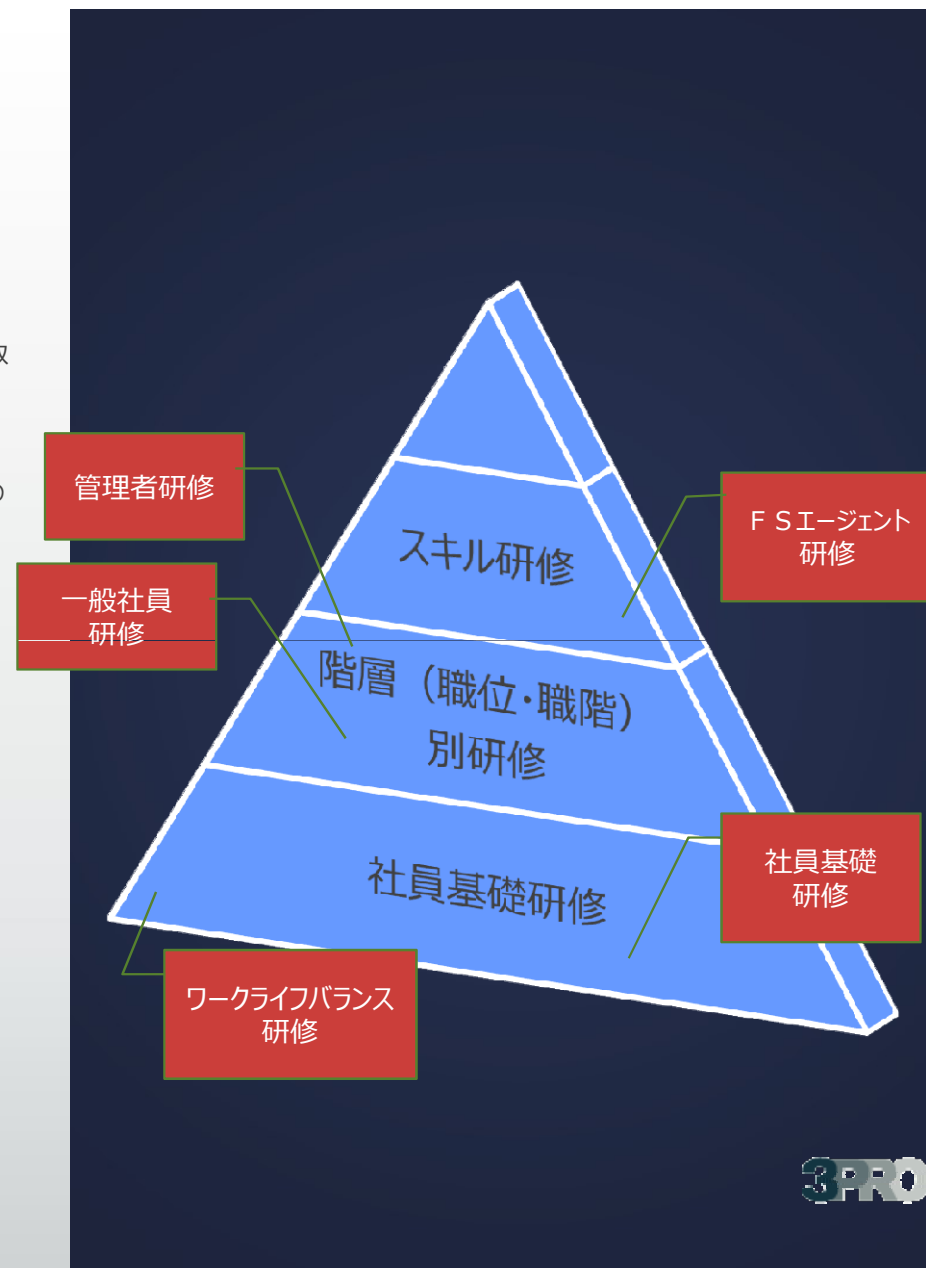 管理者研修
の
ＦＳエージェント
研修
スキル研修
一般社員
研修
階層（職位・職階）
別研修
社員基礎
研修
社員基礎研修
ワークライフバランス
研修
3PRO